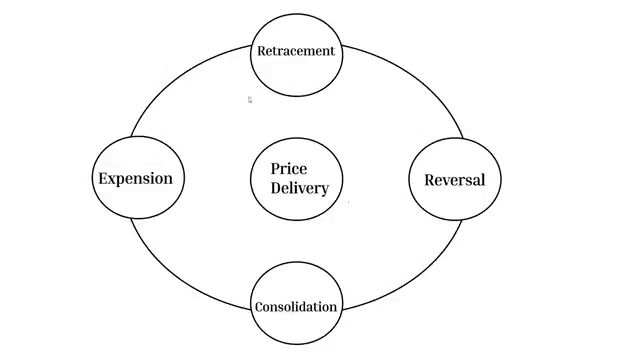 Retracement
Expension
Price
Delivery
Reversal
Consolidation